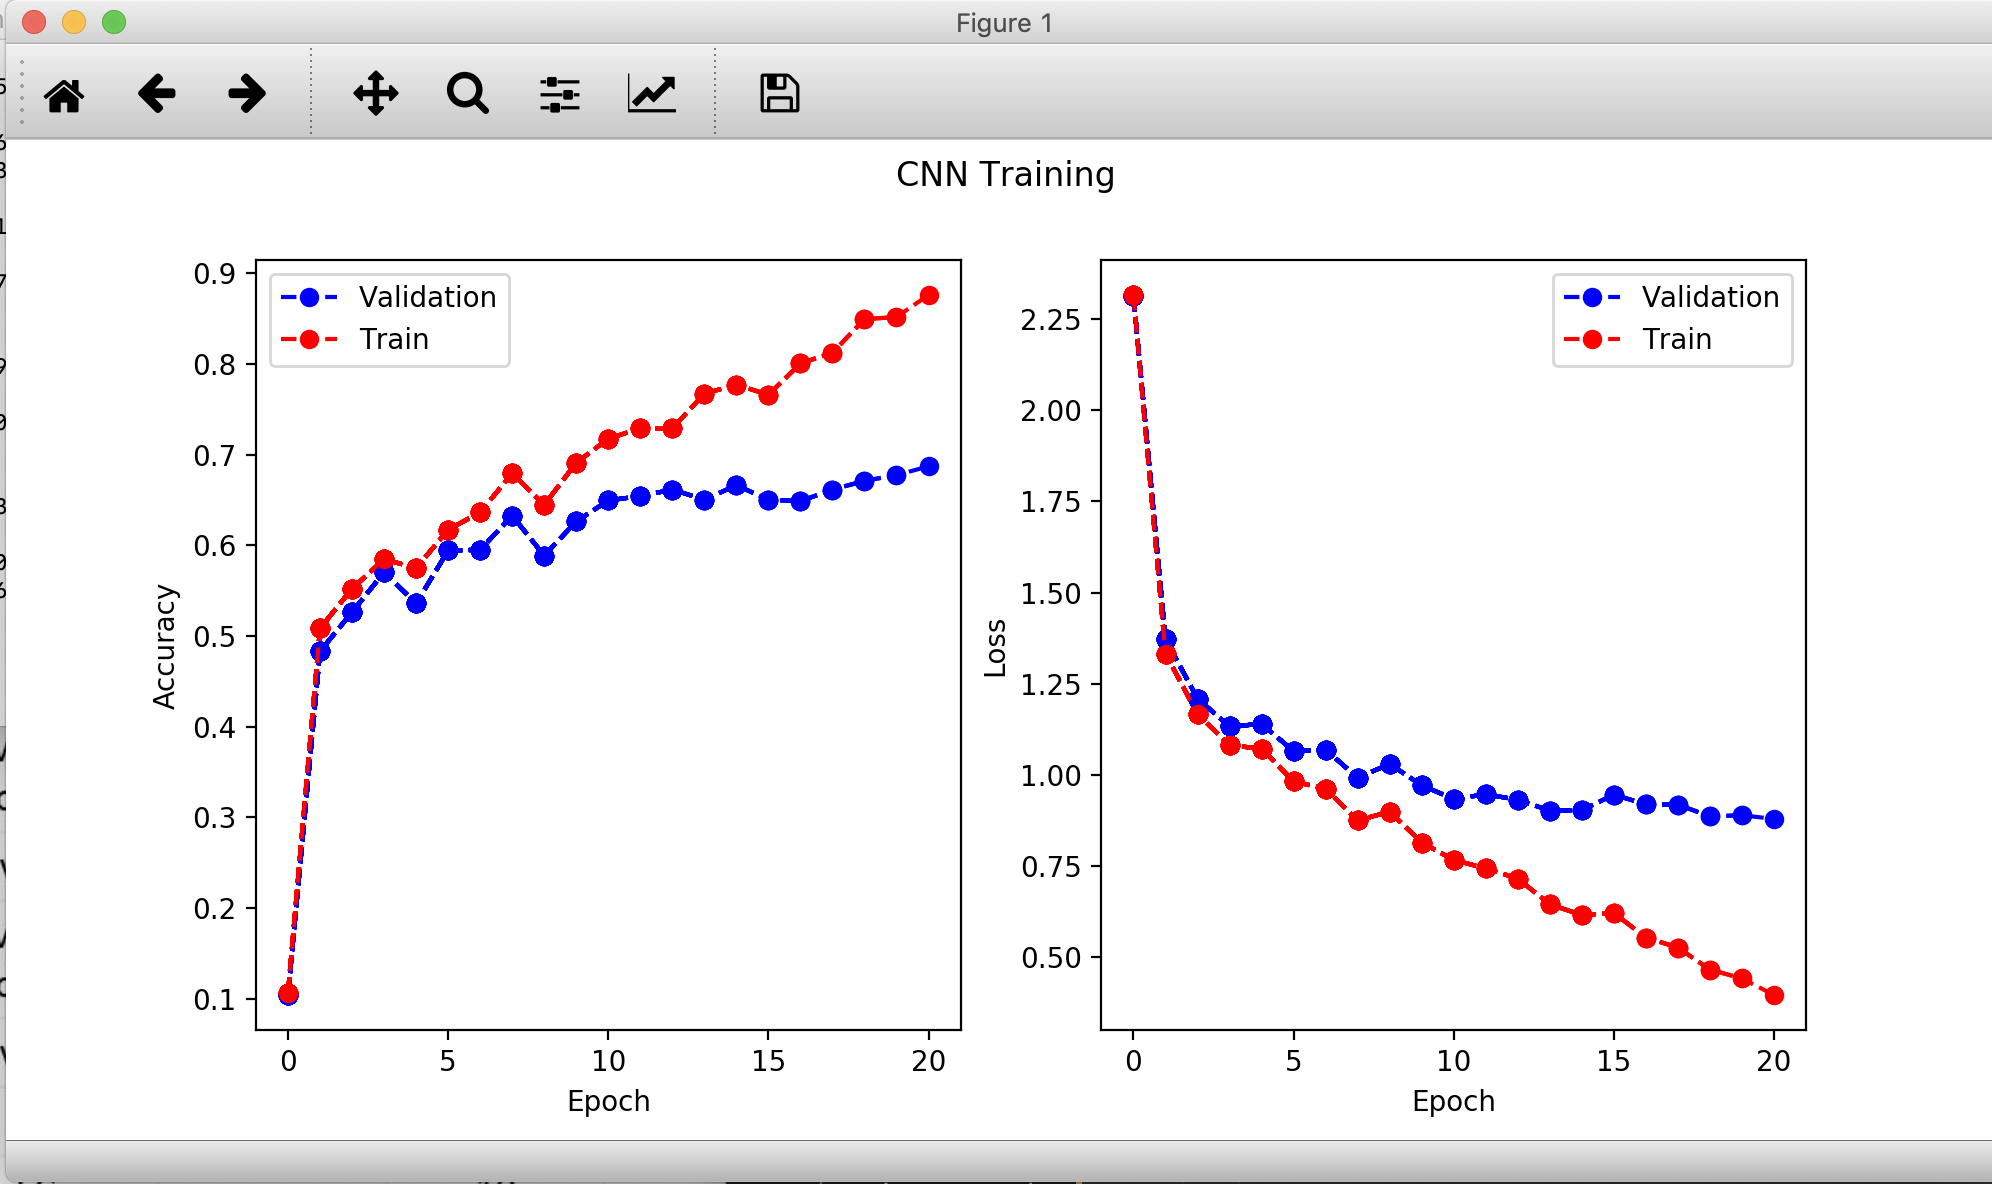 Figure 1
CNN Training
Validation
Train
0.9
0.8
0.7
0.6
0.5
0.4
0.3
0.2
0.1
Accuracy
0 5 10 15 20
Epoch
Validation
Train
2.25
2.00
1.75
1.50
1.25
1.00
0.75
0.50
Loss
0 5 10 15 20
Epoch